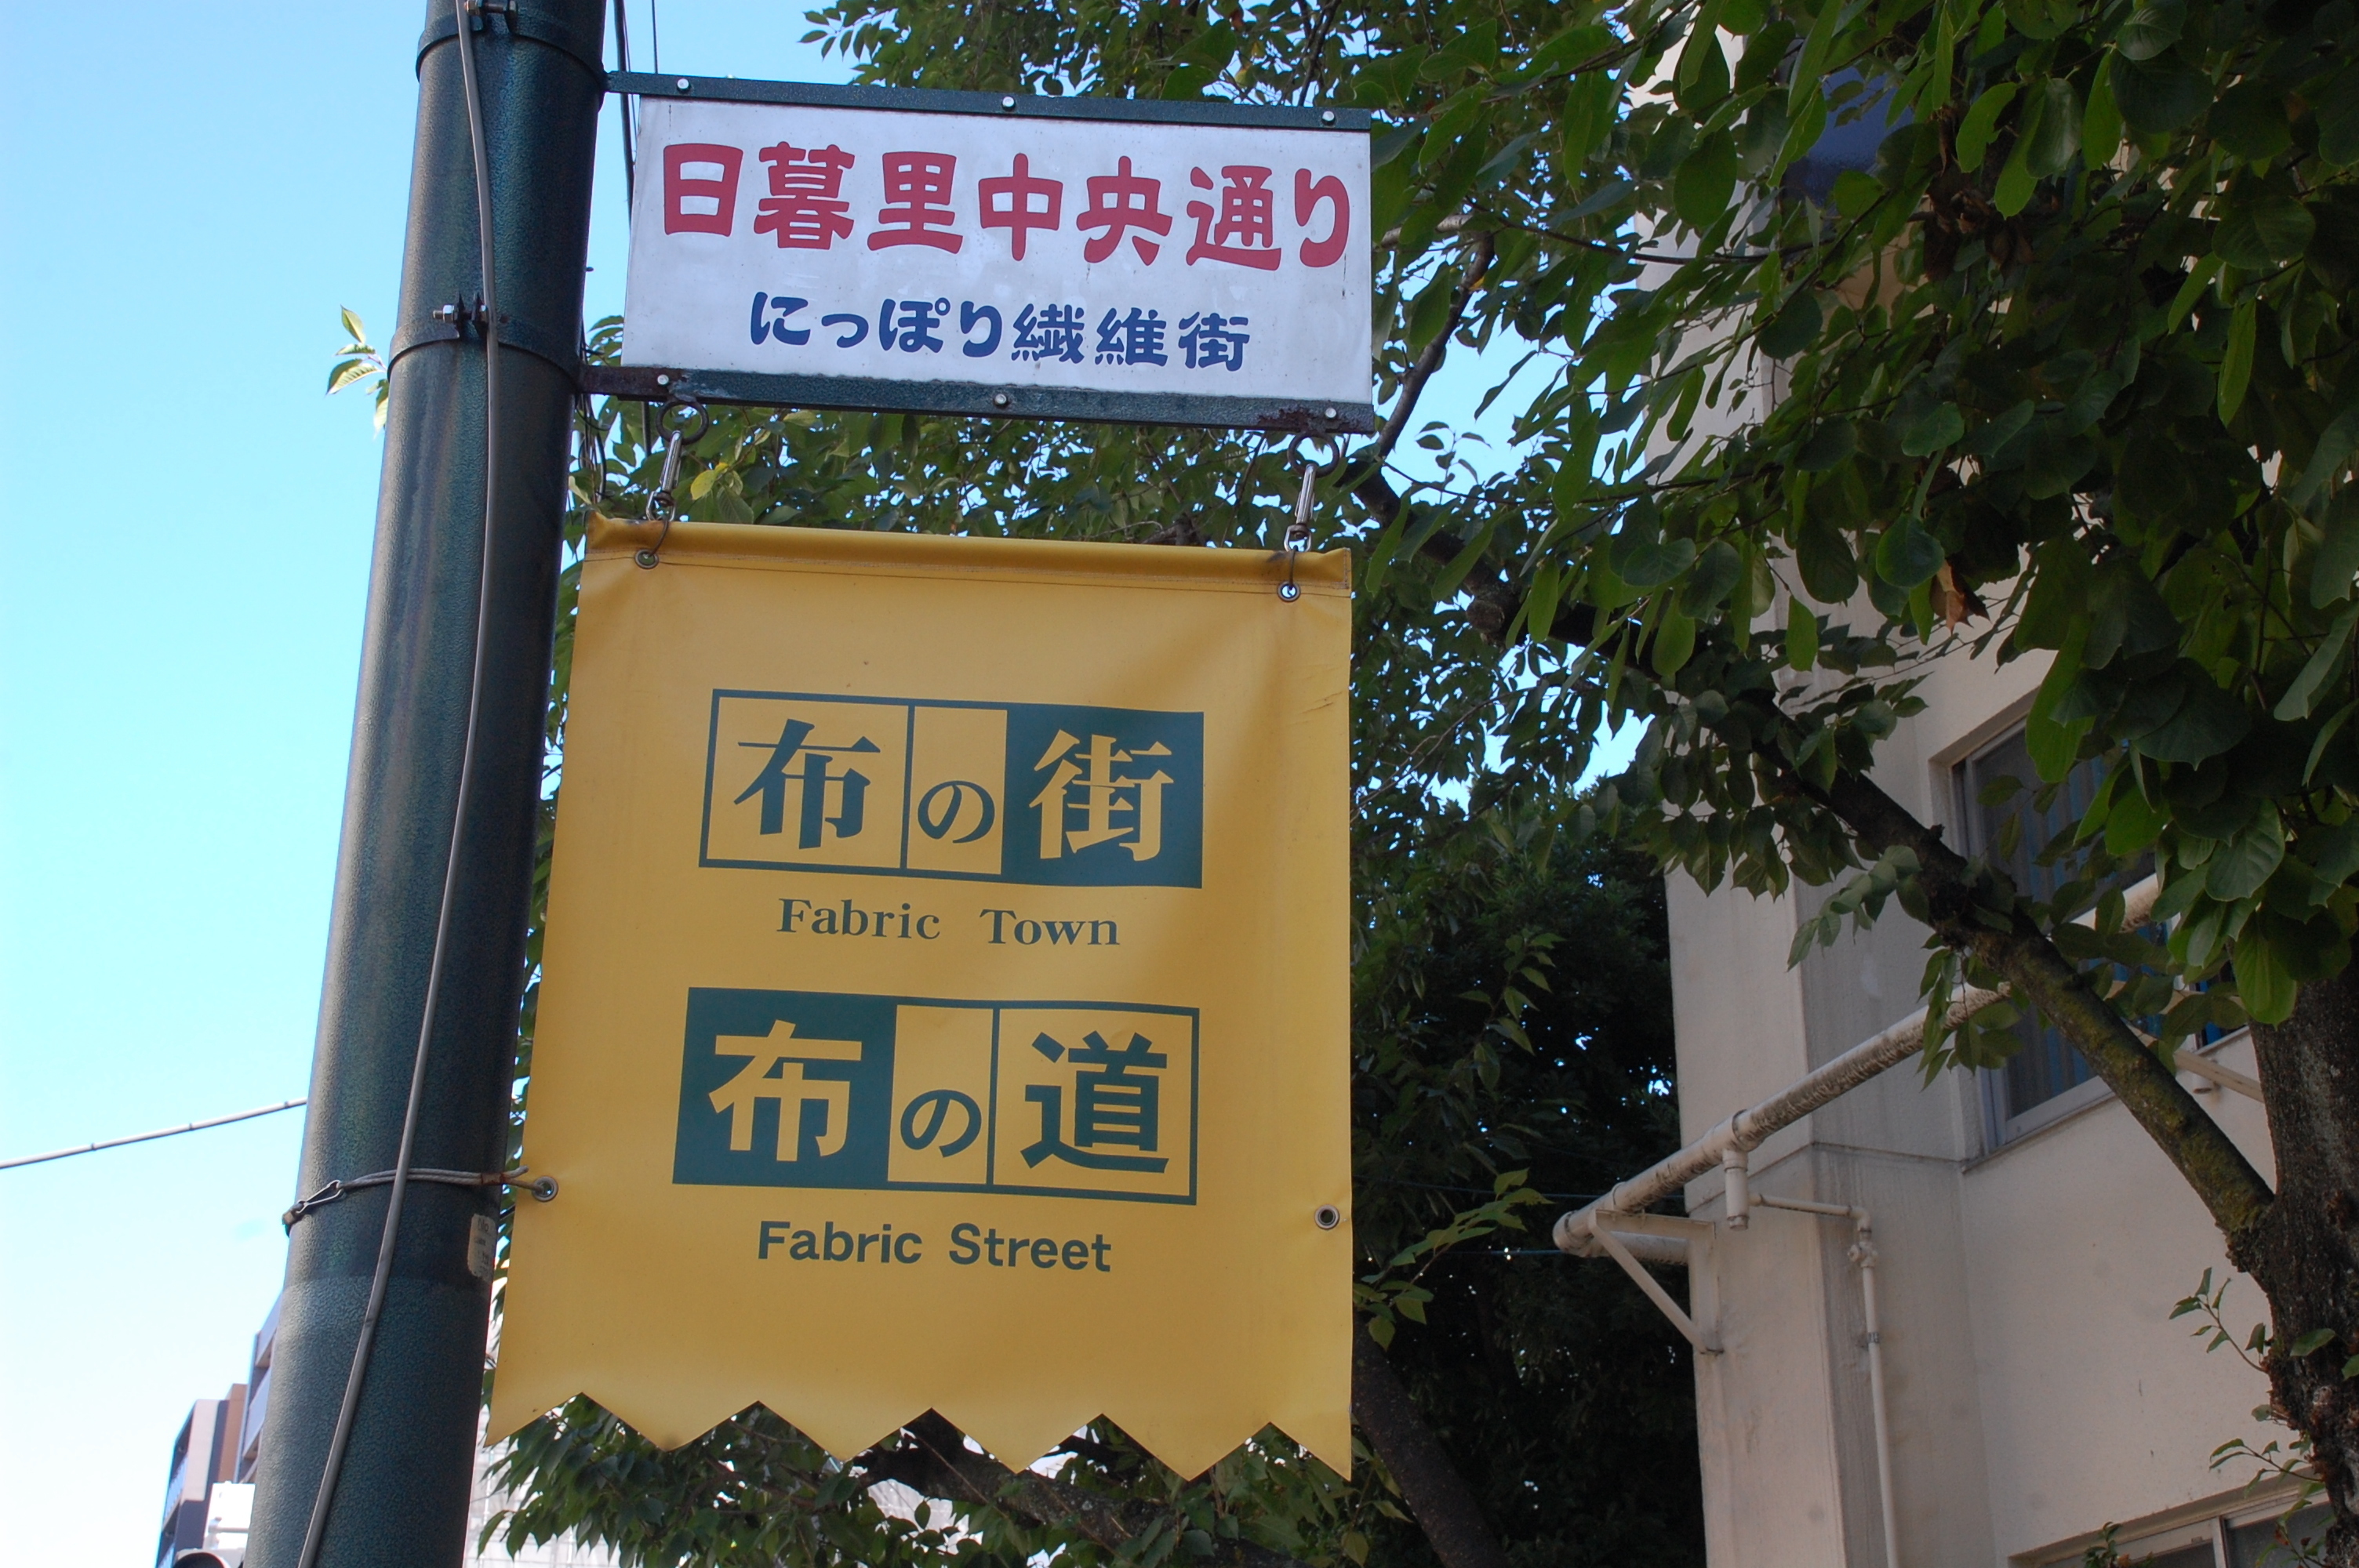 日暮里中央通り
にっぽり繊維街
布の街
Fabric Town
布の道
Fabric Street